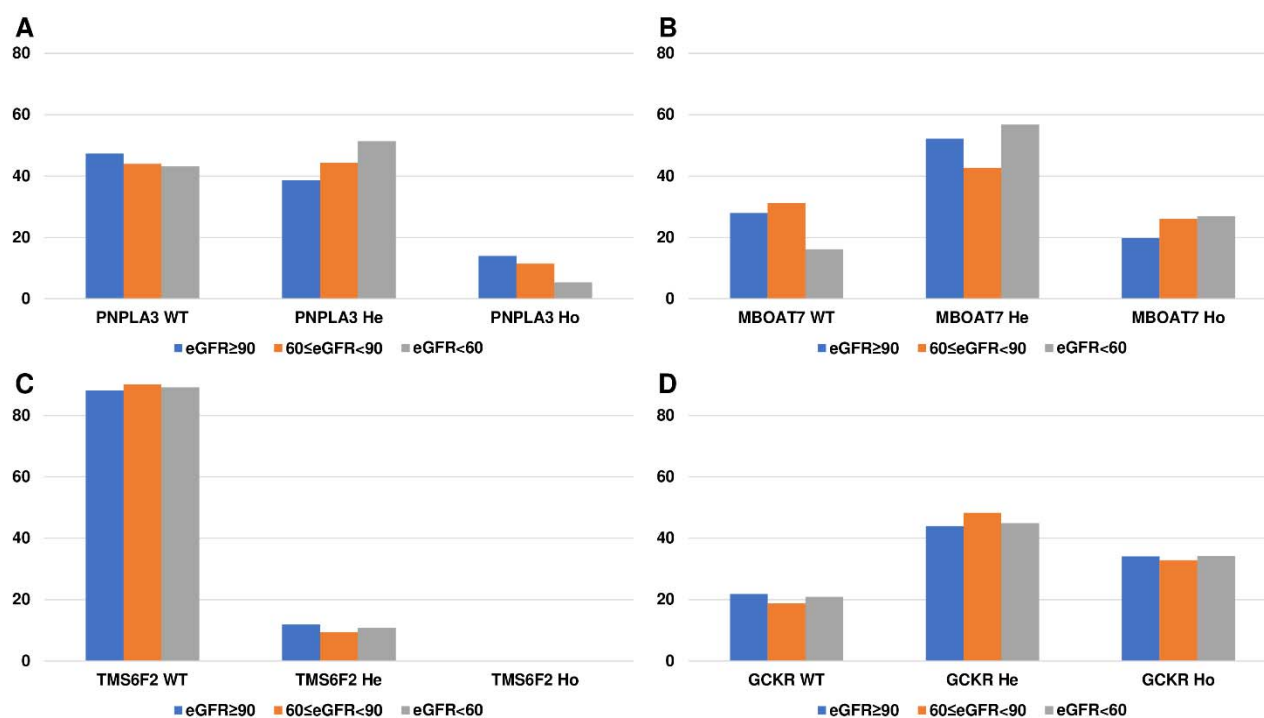 A
80
60
40
20
0
PNPLA3 WT PNPLA3 He PNPLA3 Ho
eGFR≥90 60≤eGFR<90 eGFR<60
B
80
60
40
20
0
MBOAT7 WT MBOAT7 He MBOAT7 Ho
eGFR≥90 60≤eGFR<90 eGFR<60
C
80
60
40
20
0
TMS6F2 WT TMS6F2 He TMS6F2 Ho
eGFR≥90 60≤eGFR<90 eGFR<60
D
80
60
40
20
0
GCKR WT GCKR He GCKR Ho
eGFR≥90 60≤eGFR<90 eGFR<60